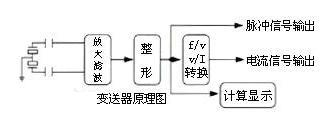 放大滤波
整形
f/v
v/I
转换
脉冲信号输出
电流信号输出
计算显示
变送器原理图